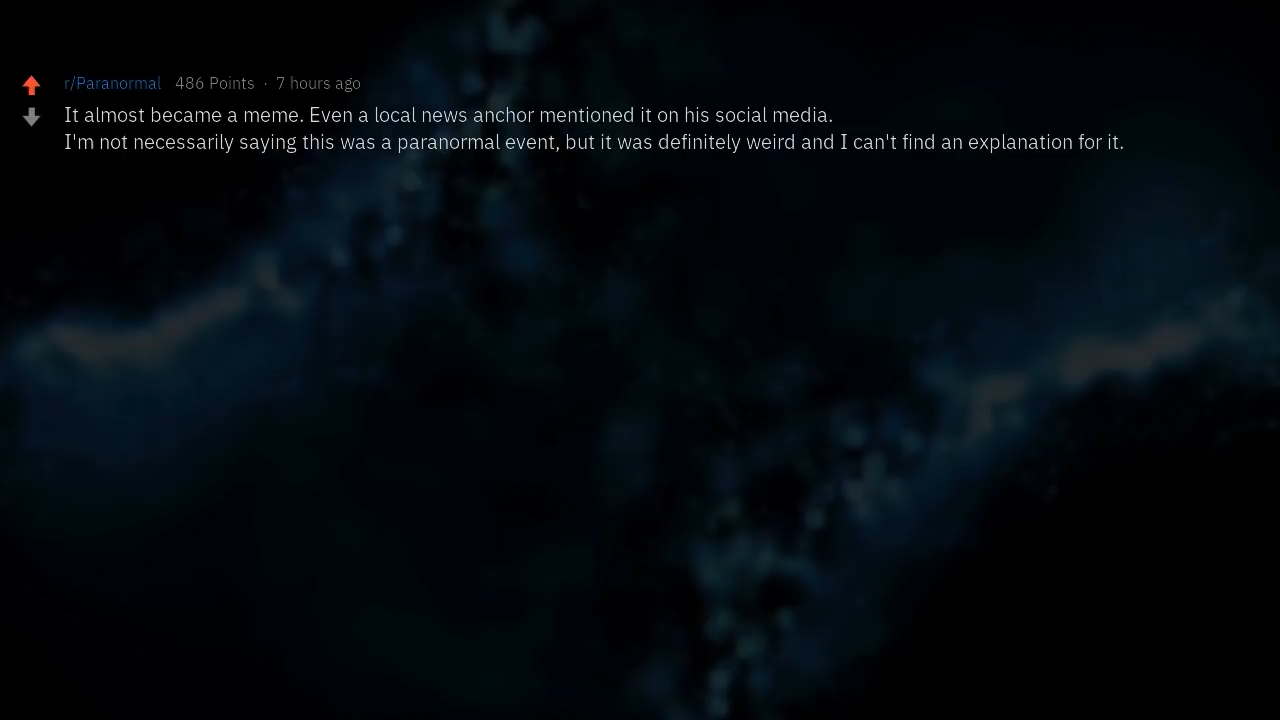 r/Paranormal 486 Points · 7 hours ago
It almost became a meme. Even a local news anchor mentioned it on his social media.
I'm not necessarily saying this was a paranormal event, but it was definitely weird and I can't find an explanation for it.